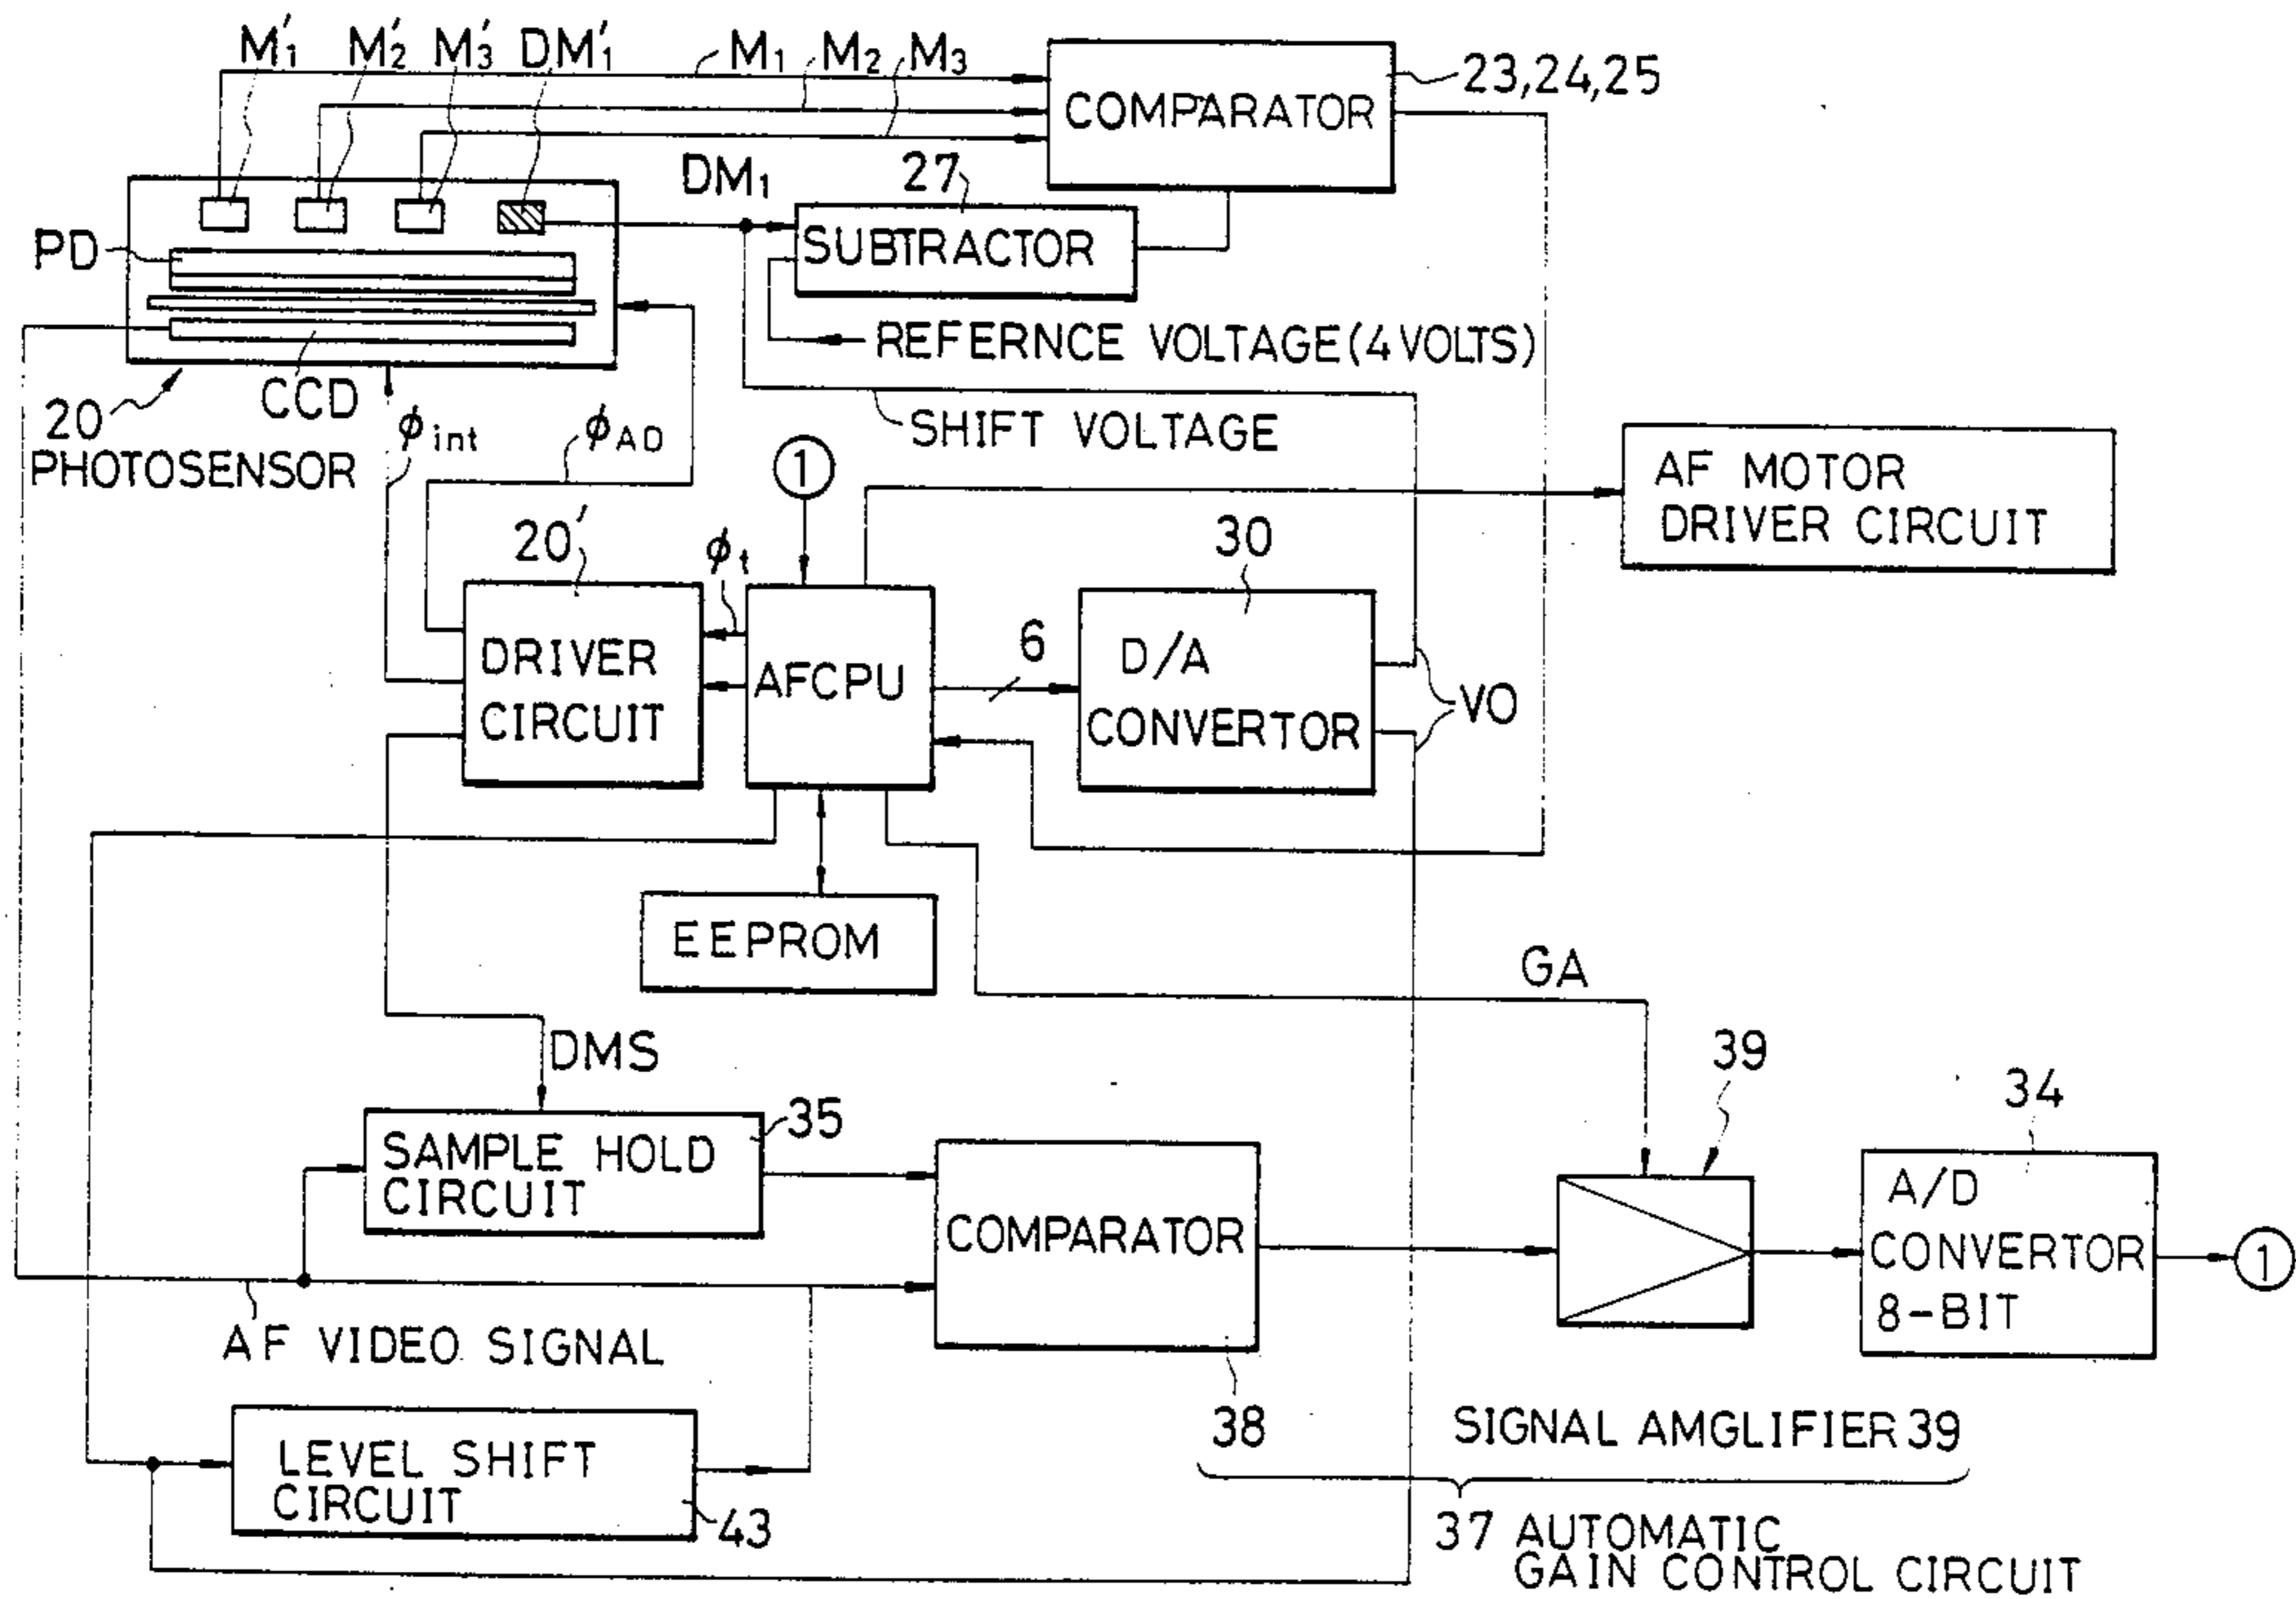 M'1 M'2 M'3 DM'1 M1 M2 M3
23,24,25
COMPARATOR
DM1
27
PD
SUBTRACTOR
REFERNCE VOLTAGE(4 VOLTS)
CCD
20
PHOTOSENSOR
ϕint
ϕAD
SHIFT VOLTAGE
1
AF MOTOR
DRIVER CIRCUIT
20'
ϕt
30
6
DRIVER
CIRCUIT
AFCPU
D/A
CONVERTOR
VO
EEPROM
GA
DMS
39
34
35
SAMPLE HOLD
CIRCUIT
COMPARATOR
A/D
CONVERTOR
8-BIT
1
AF VIDEO SIGNAL
38
SIGNAL AMGLIFIER 39
LEVEL SHIFT
CIRCUIT
43
37 AUTOMATIC
GAIN CONTROL CIRCUIT